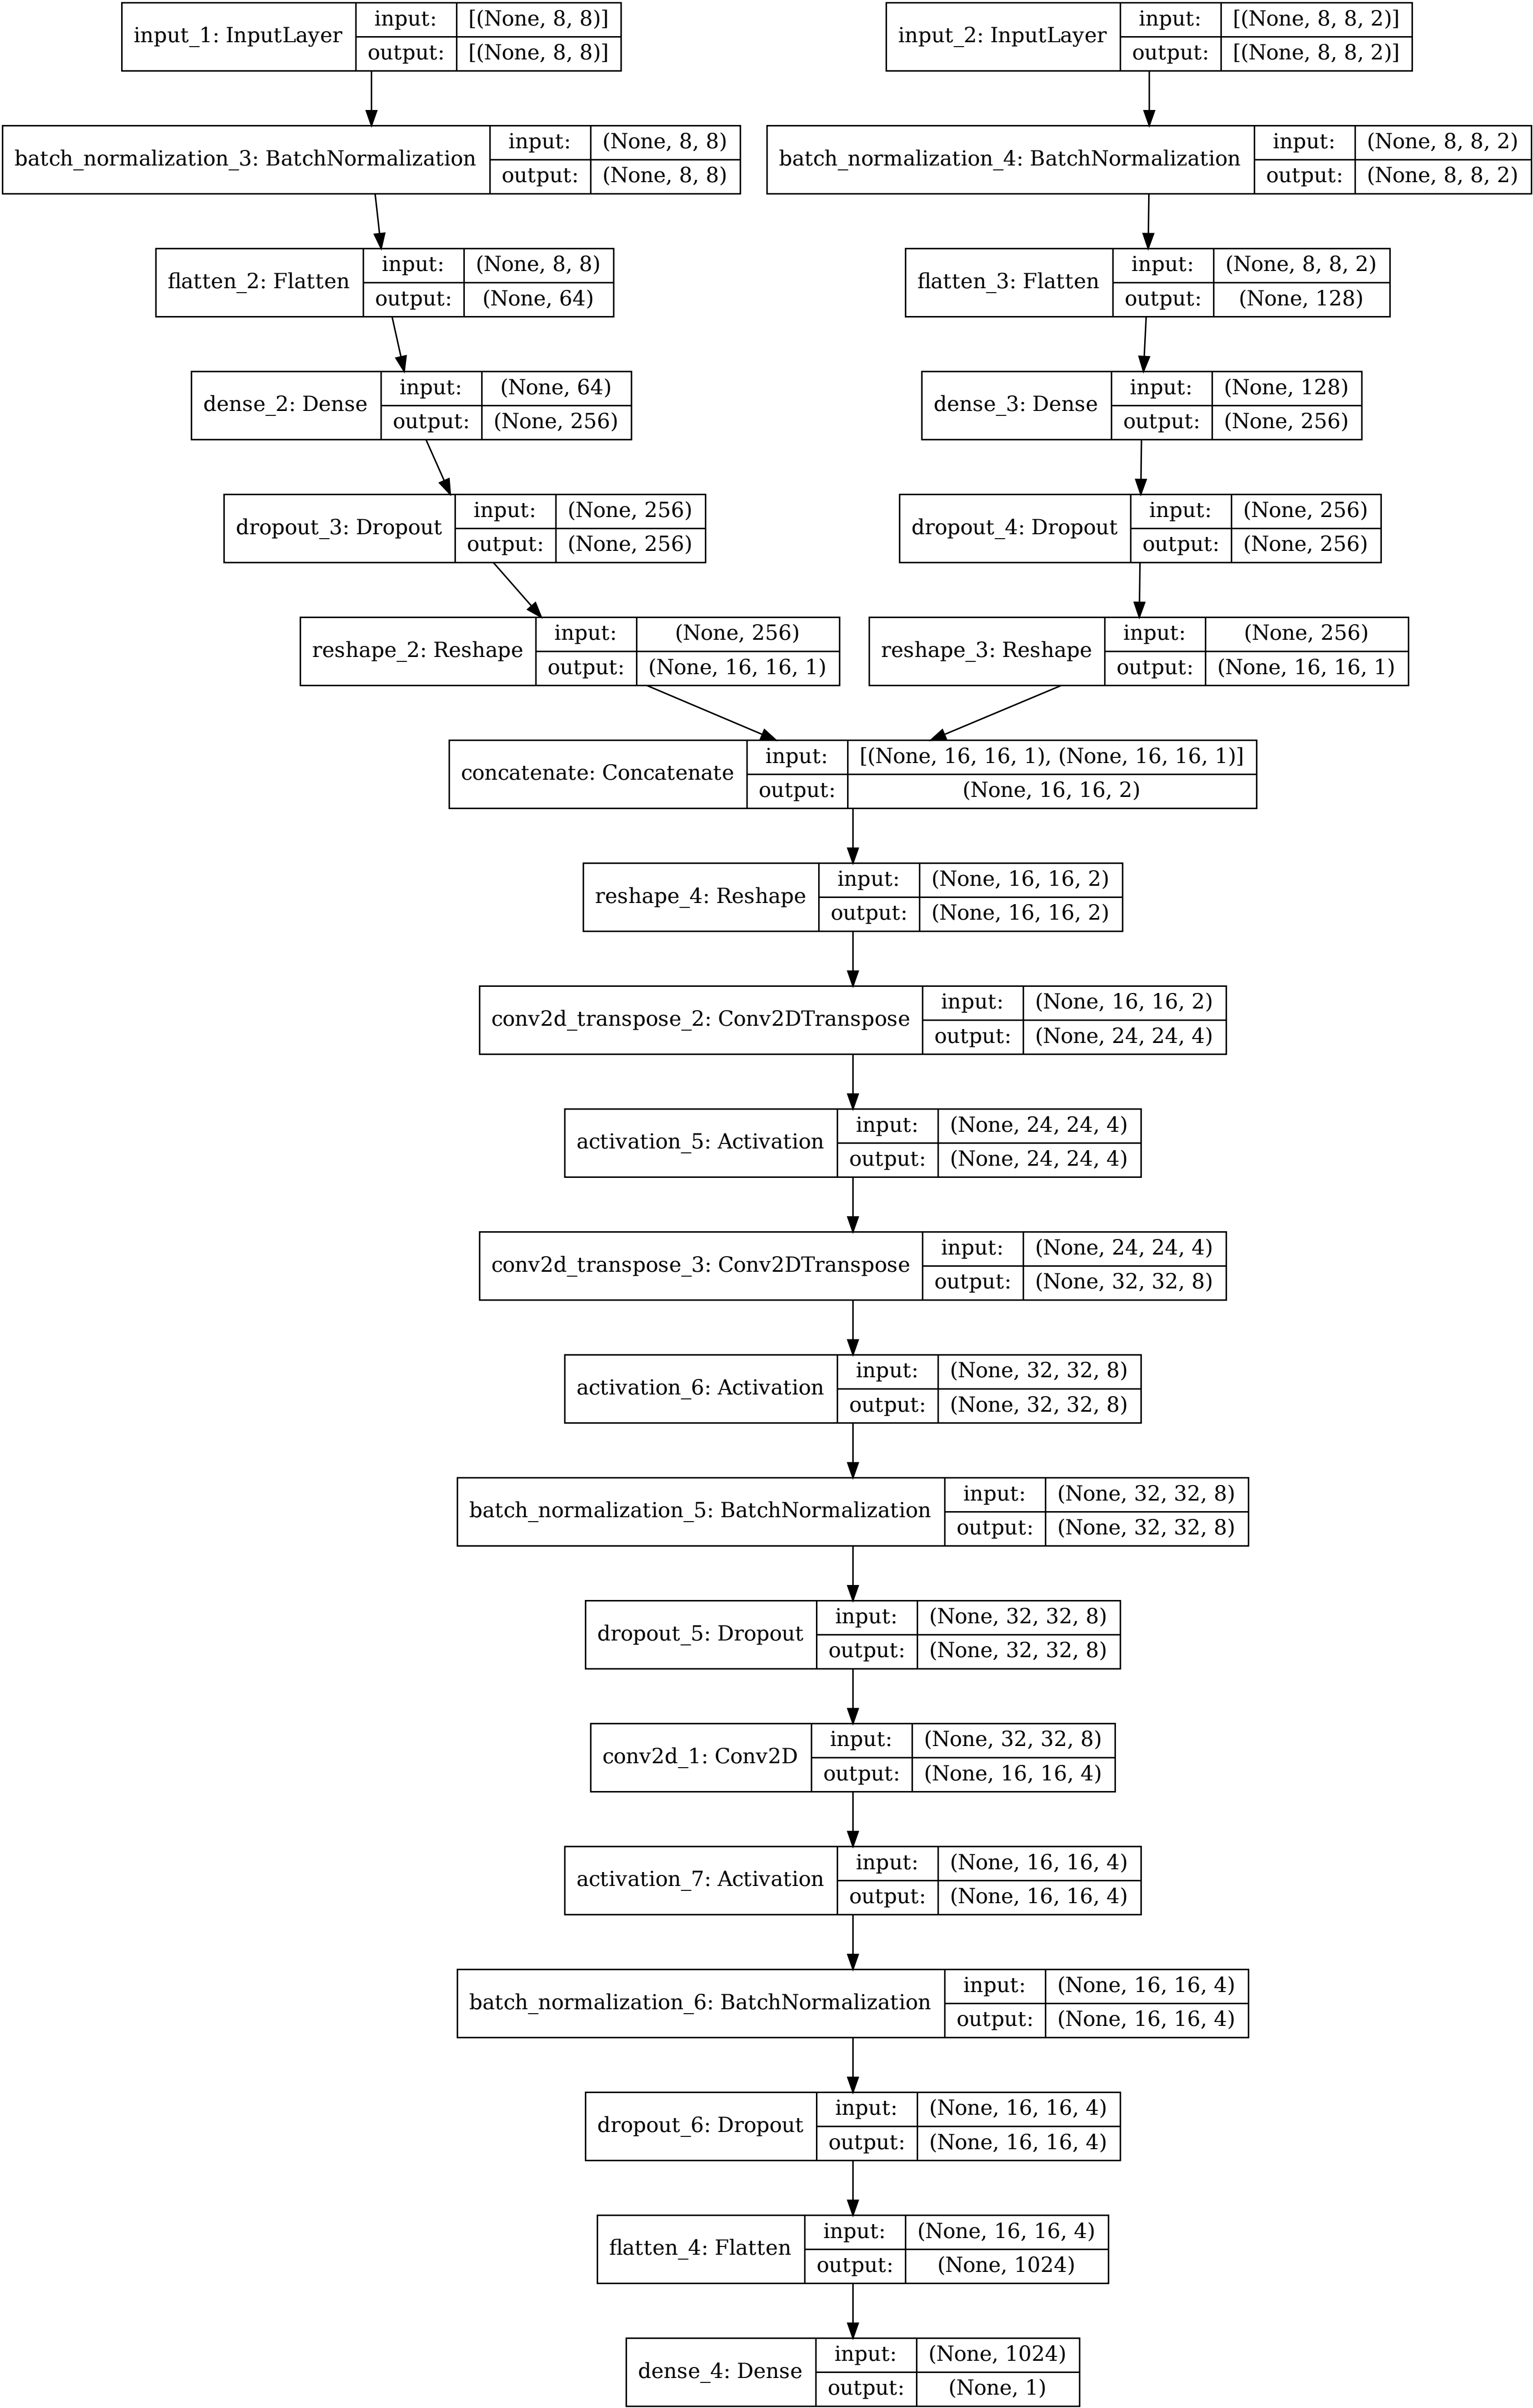 input_1: InputLayer
input: [(None, 8, 8)]
output: [(None, 8, 8)]
input_2: InputLayer
input: [(None, 8, 8, 2)]
output: [(None, 8, 8, 2)]
batch_normalization_3: BatchNormalization
input: (None, 8, 8)
output: (None, 8, 8)
batch_normalization_4: BatchNormalization
input: (None, 8, 8, 2)
output: (None, 8, 8, 2)
flatten_2: Flatten
input: (None, 8, 8)
output: (None, 64)
flatten_3: Flatten
input: (None, 8, 8, 2)
output: (None, 128)
dense_2: Dense
input: (None, 64)
output: (None, 256)
dense_3: Dense
input: (None, 128)
output: (None, 256)
dropout_3: Dropout
input: (None, 256)
output: (None, 256)
dropout_4: Dropout
input: (None, 256)
output: (None, 256)
reshape_2: Reshape
input: (None, 256)
output: (None, 16, 16, 1)
reshape_3: Reshape
input: (None, 256)
output: (None, 16, 16, 1)
concatenate: Concatenate
input: [(None, 16, 16, 1), (None, 16, 16, 1)]
output: (None, 16, 16, 2)
reshape_4: Reshape
input: (None, 16, 16, 2)
output: (None, 16, 16, 2)
conv2d_transpose_2: Conv2DTranspose
input: (None, 16, 16, 2)
output: (None, 24, 24, 4)
activation_5: Activation
input: (None, 24, 24, 4)
output: (None, 24, 24, 4)
conv2d_transpose_3: Conv2DTranspose
input: (None, 24, 24, 4)
output: (None, 32, 32, 8)
activation_6: Activation
input: (None, 32, 32, 8)
output: (None, 32, 32, 8)
batch_normalization_5: BatchNormalization
input: (None, 32, 32, 8)
output: (None, 32, 32, 8)
dropout_5: Dropout
input: (None, 32, 32, 8)
output: (None, 32, 32, 8)
conv2d_1: Conv2D
input: (None, 32, 32, 8)
output: (None, 16, 16, 4)
activation_7: Activation
input: (None, 16, 16, 4)
output: (None, 16, 16, 4)
batch_normalization_6: BatchNormalization
input: (None, 16, 16, 4)
output: (None, 16, 16, 4)
dropout_6: Dropout
input: (None, 16, 16, 4)
output: (None, 16, 16, 4)
flatten_4: Flatten
input: (None, 16, 16, 4)
output: (None, 1024)
dense_4: Dense
input: (None, 1024)
output: (None, 1)